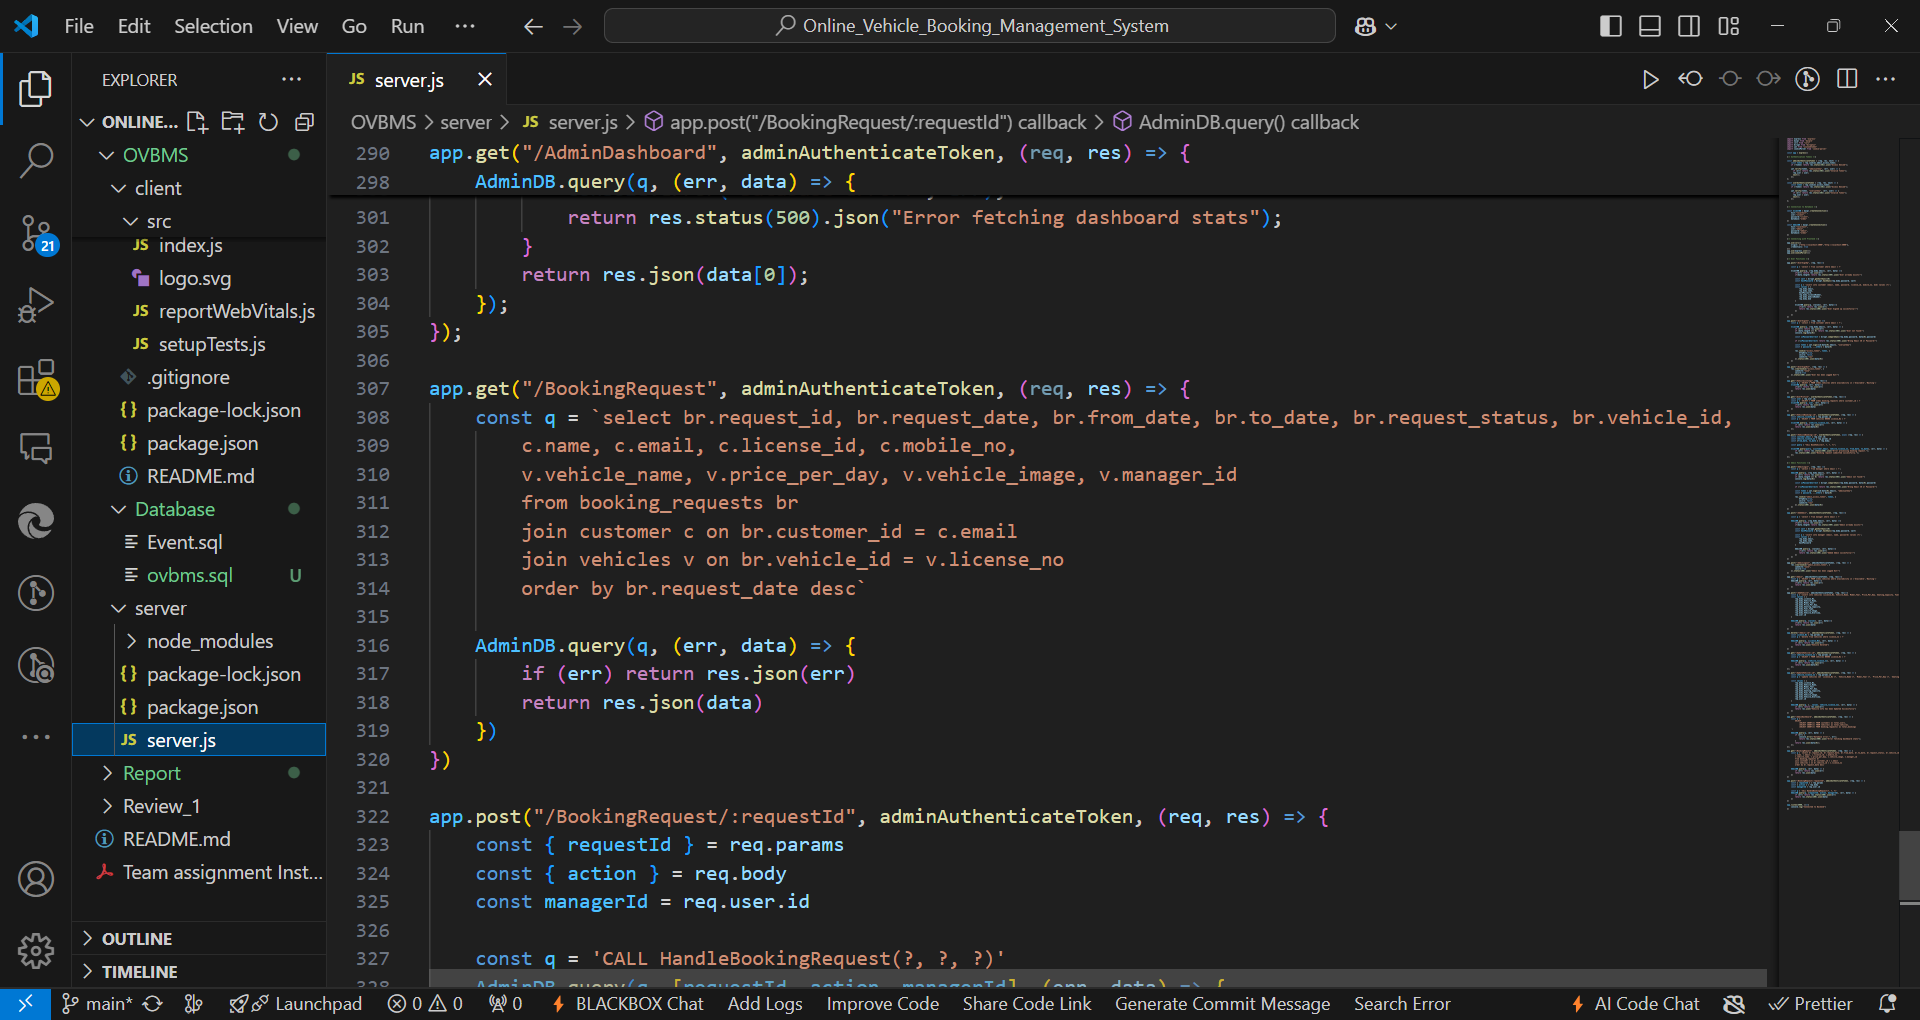 File Edit Selection View Go Run ···
Online_Vehicle_Booking_Management_System
EXPLORER
ONLINE...
OVBMS
client
src
JS index.js
logo.svg
JS reportWebVitals.js
JS setupTests.js
.gitignore
{} package-lock.json
{} package.json
README.md
Database
Event.sql
ovbms.sql U
server
node_modules
{} package-lock.json
{} package.json
JS server.js
Report
Review_1
README.md
Team assignment Inst...
OUTLINE
TIMELINE
21
JS server.js
OVBMS > server > JS server.js > app.post("/BookingRequest/:requestId") callback > AdminDB.query() callback
290 app.get("/AdminDashboard", adminAuthenticateToken, (req, res) => {
298 AdminDB.query(q, (err, data) => {
301 return res.status(500).json("Error fetching dashboard stats");
302 }
303 return res.json(data[0]);
304 });
305 });
306
307 app.get("/BookingRequest", adminAuthenticateToken, (req, res) => {
308 const q = `select br.request_id, br.request_date, br.from_date, br.to_date, br.request_status, br.vehicle_id,
309 c.name, c.email, c.license_id, c.mobile_no,
310 v.vehicle_name, v.price_per_day, v.vehicle_image, v.manager_id
311 from booking_requests br
312 join customer c on br.customer_id = c.email
313 join vehicles v on br.vehicle_id = v.license_no
314 order by br.request_date desc`
315
316 AdminDB.query(q, (err, data) => {
317 if (err) return res.json(err)
318 return res.json(data)
319 })
320 })
321
322 app.post("/BookingRequest/:requestId", adminAuthenticateToken, (req, res) => {
323 const { requestId } = req.params
324 const { action } = req.body
325 const managerId = req.user.id
326
327 const q = 'CALL HandleBookingRequest(?, ?, ?)'
328 AdminDB.query(q, [requestId, action, managerId], (err, data) => {
main* Launchpad 0 0 0 BLACKBOX Chat Add Logs Improve Code Share Code Link Generate Commit Message Search Error AI Code Chat Prettier